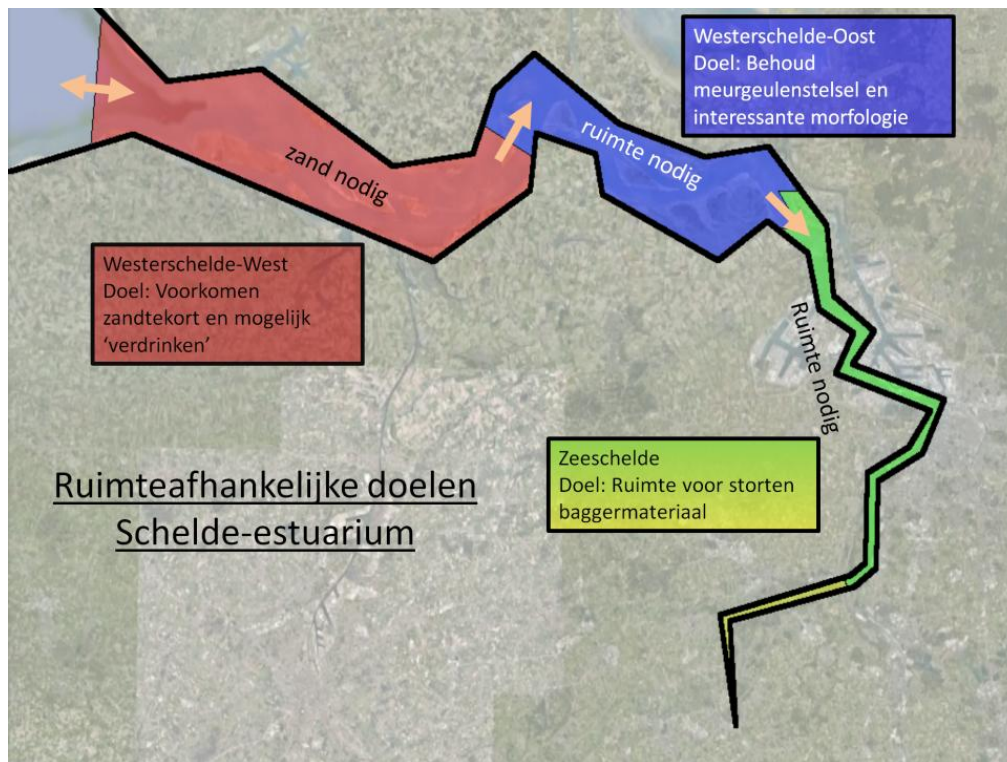 Westerschelde-Oost
Doel: Behoud
meurgeulenstelsel en
interessante morfologie
zand nodig
ruimte nodig
Westerschelde-West
Doel: Voorkomen
zandtekort en mogelijk
‘verdrinken’
Ruimte nodig
Zeeschelde
Doel: Ruimte voor storten
baggermateriaal
Ruimteafhankelijke doelen
Schelde-estuarium